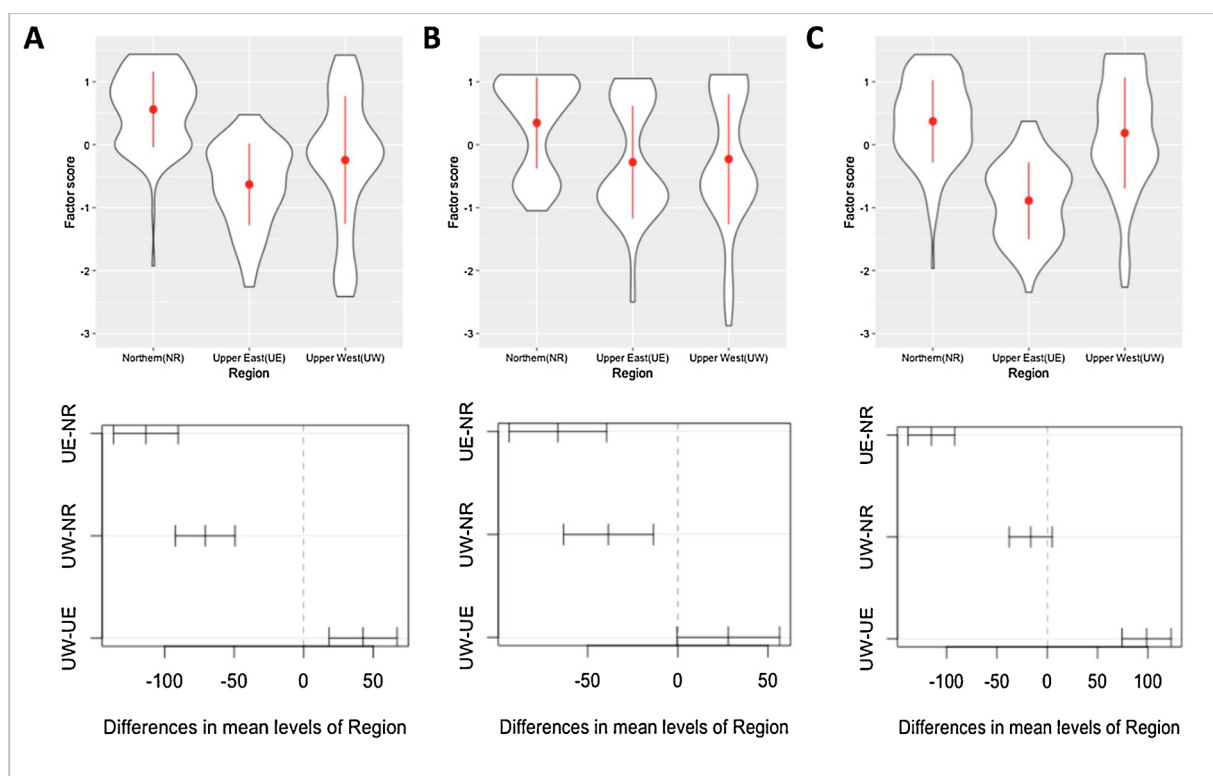 A
B
C
Factor score
1
0
-1
-2
-3
Northern(NR)
Upper East(UE)
Upper West(UW)
Region
Factor score
1
0
-1
-2
-3
Northern(NR)
Upper East(UE)
Upper West(UW)
Region
Factor score
1
0
-1
-2
-3
Northern(NR)
Upper East(UE)
Upper West(UW)
Region
UE-NR
UW-NR
UW-UE
-100
-50
0
50
Differences in mean levels of Region
UE-NR
UW-NR
UW-UE
-50
0
50
Differences in mean levels of Region
UE-NR
UW-NR
UW-UE
-100
-50
0
50
100
Differences in mean levels of Region